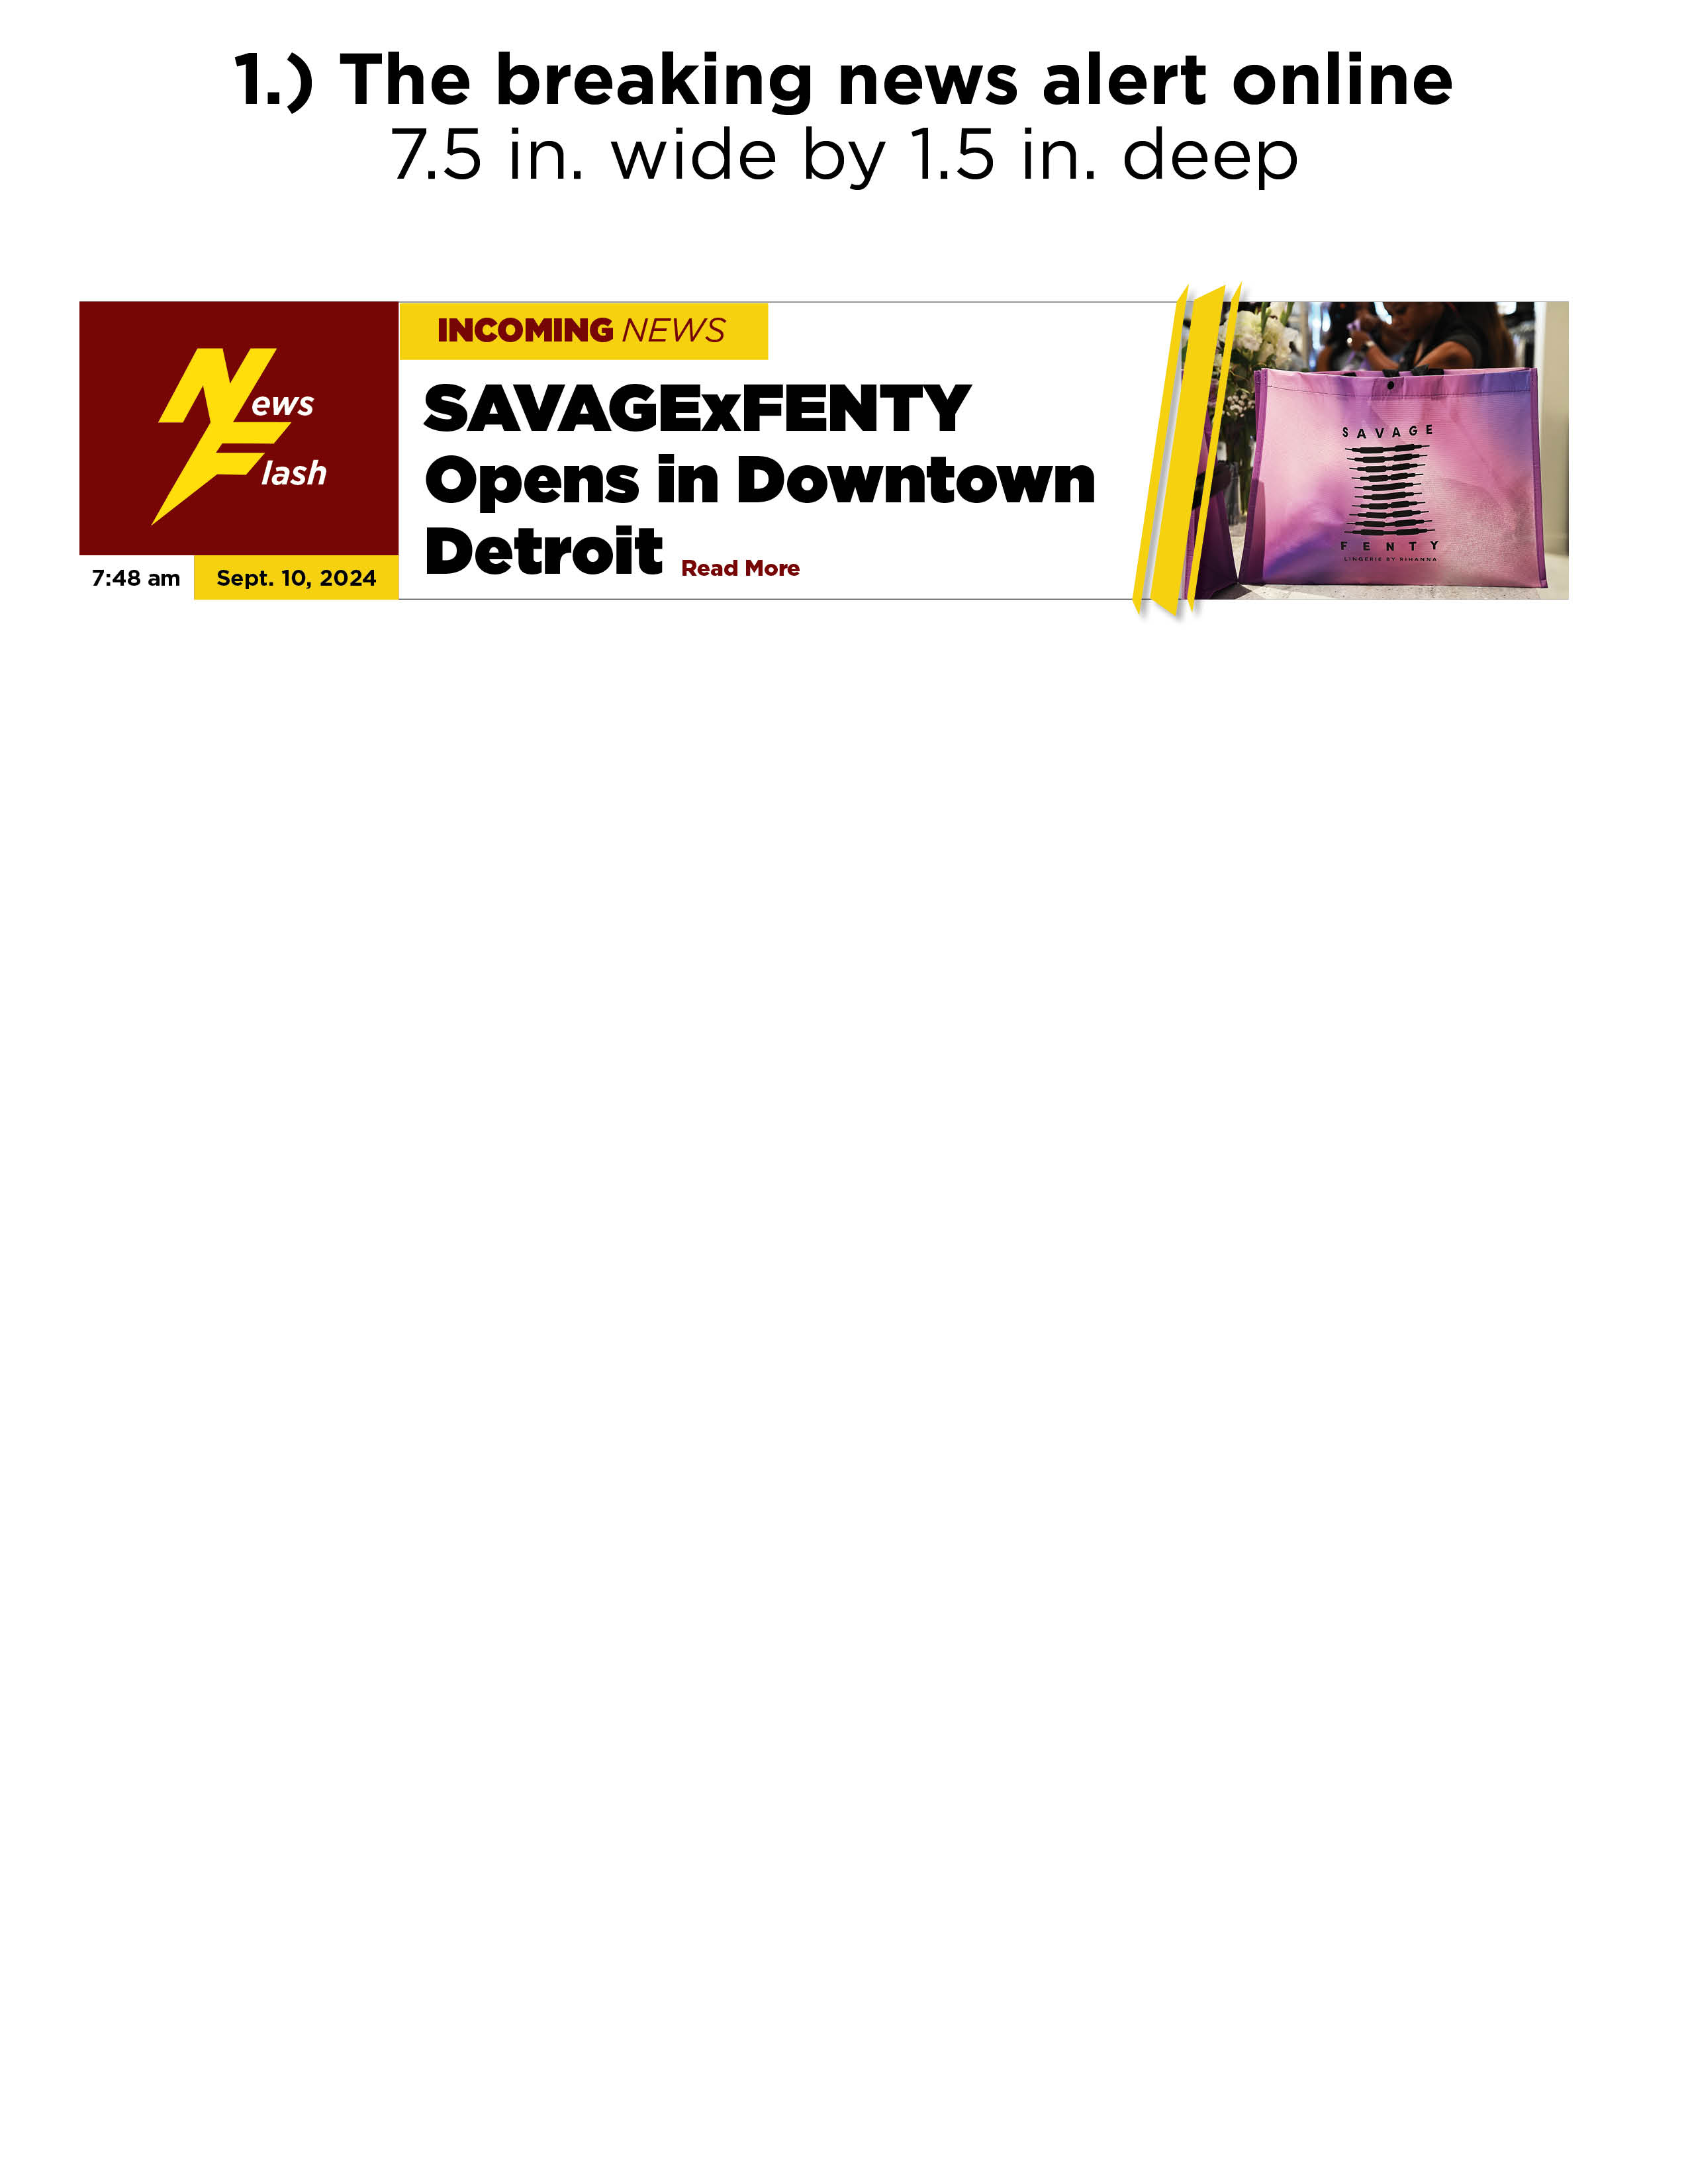 1.) The breaking news alert online
7.5 in. wide by 1.5 in. deep
News
Flash
7:48 am
Sept. 10, 2024
INCOMING NEWS
SAVAGExFENTY
Opens in Downtown
Detroit Read More
SAVAGE
FENTY
LINGERIE BY RIHANNA